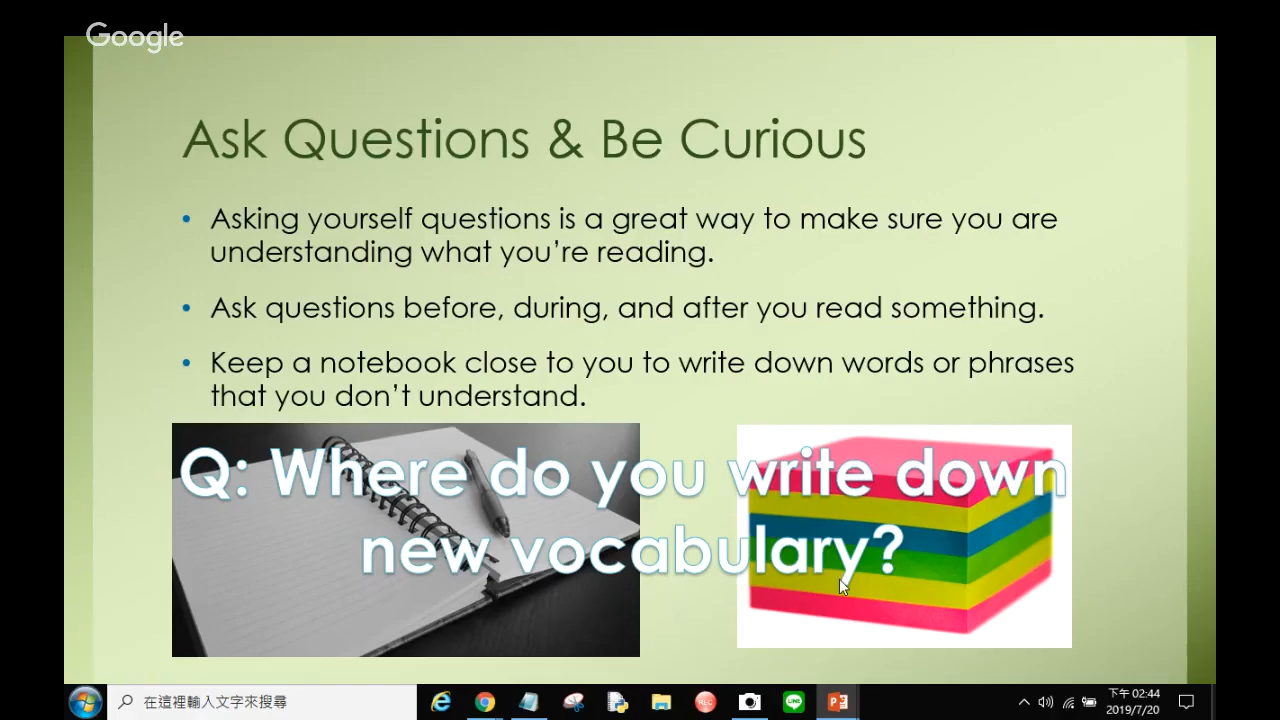 Google
Ask Questions & Be Curious
• Asking yourself questions is a great way to make sure you are
understanding what you're reading.
• Ask questions before, during, and after you read something.
• Keep a notebook close to you to write down words or phrases
that you don't understand.
Q: Where do you write down
new vocabulary?
在這裡輸入文字來搜尋
REC
LINE
下午 02:44
2019/7/20